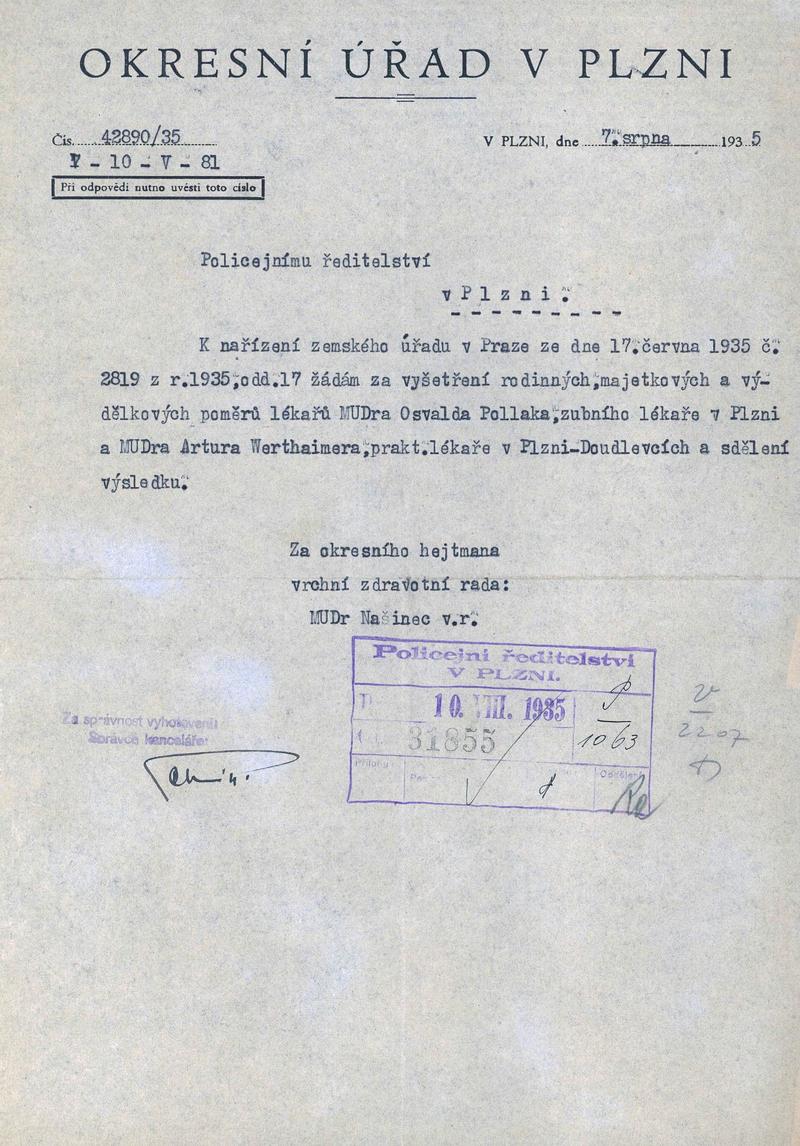 OKRESNÍ ÚŘAD V PLZNI
Čís. 42890/35
V PLZNI, dne 7. srpna 1935
I - 10 - V - 81
Při odpovědi nutno uvésti toto číslo
Policejnímu ředitelství
v Plzni.
K nařízení zemského úřadu v Praze ze dne 17. června 1935 č.
2819 z r.1935,odd.17 žádám za vyšetření rodinných,majetkových a vý-
dělkových poměrů lékařů MUDra Osvalda Pollaka,zubního lékaře v Plzni
a MUDra Artura Werthaimera,prakt.lékaře v Plzni-Doudlevcích a sdělení
výsledku.
Za okresního hejtmana
vrchní zdravotní rada:
MUDr Našinec v.r.
Policejní ředitelství
V PLZNI.
10. VIII. 1935
31855
1063
Přílohy:
Oddělení
2207
Za správnost vyhotovení:
Správce kanceláře: